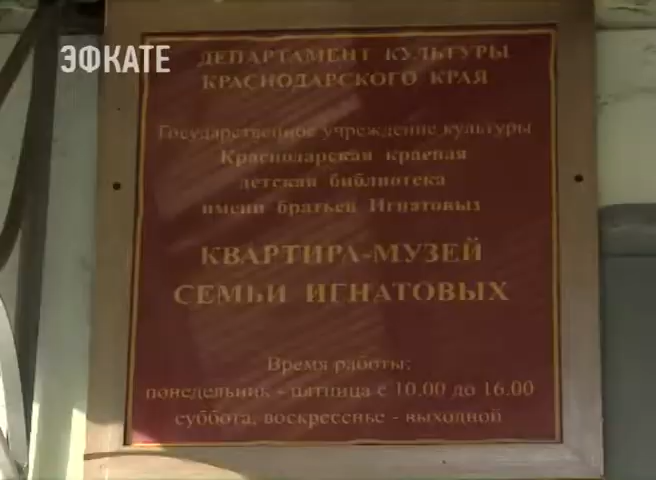 ЭФКАТЕ
ДЕПАРТАМЕНТ КУЛЬТУРЫ
КРАСНОДАРСКОГО КРАЯ
Государственное учреждение культуры
Краснодарская краевая
детская библиотека
имени братьев Игнатовых
КВАРТИРА-МУЗЕЙ
СЕМЬИ ИГНАТОВЫХ
Время работы:
понедельник - пятница с 10.00 до 16.00
суббота, воскресенье - выходной